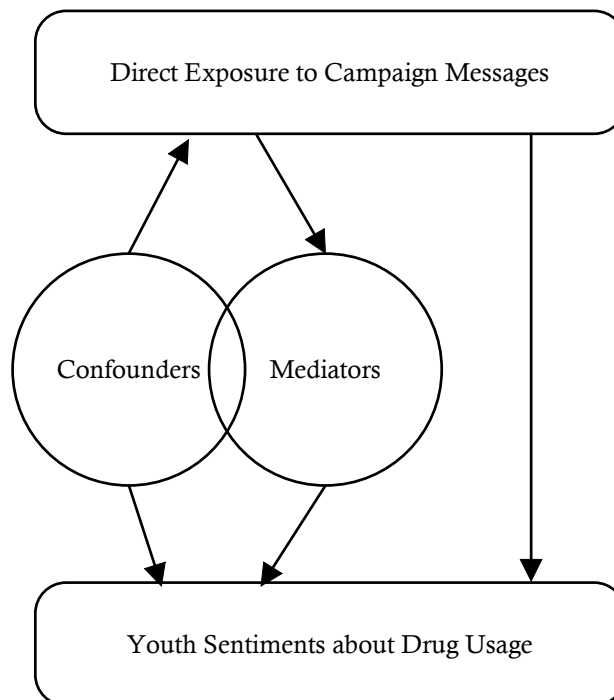 Direct Exposure to Campaign Messages
Confounders
Mediators
Youth Sentiments about Drug Usage